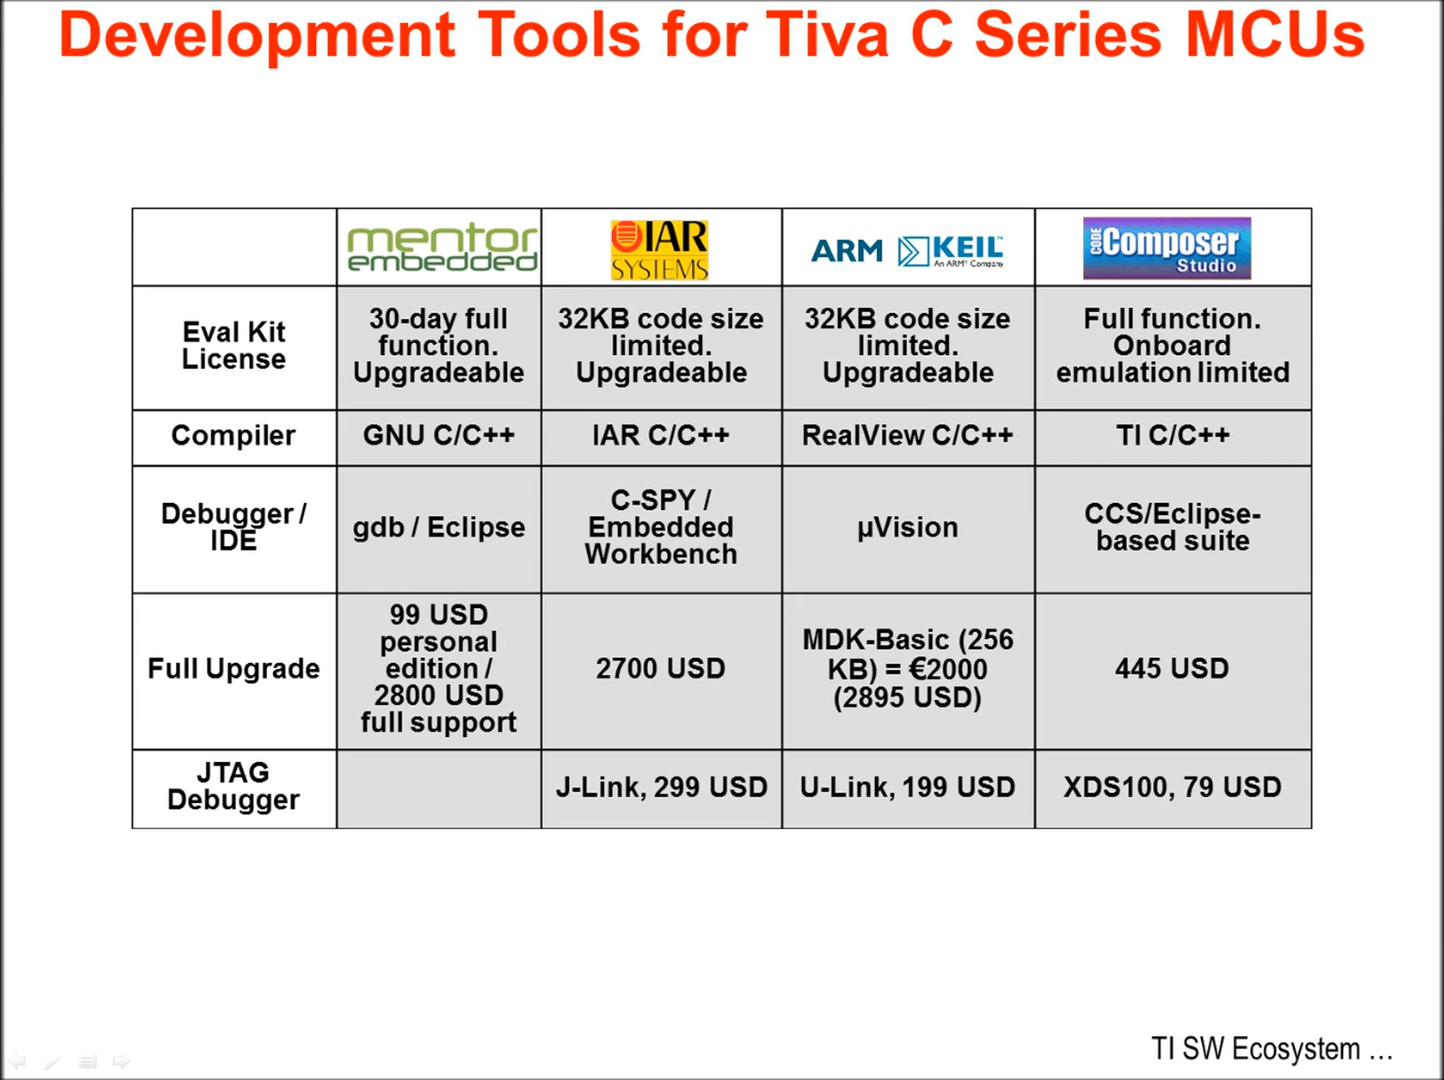 Development Tools for Tiva C Series MCUs
mentor
embedded
IAR
SYSTEMS
ARM KEIL™
An ARM® Company
CODE Composer
Studio
Eval Kit
License
30-day full
function.
Upgradeable
32KB code size
limited.
Upgradeable
32KB code size
limited.
Upgradeable
Full function.
Onboard
emulation limited
Compiler
GNU C/C++
IAR C/C++
RealView C/C++
TI C/C++
Debugger /
IDE
gdb / Eclipse
C-SPY /
Embedded
Workbench
µVision
CCS/Eclipse-
based suite
Full Upgrade
99 USD
personal
edition /
2800 USD
full support
2700 USD
MDK-Basic (256
KB) = €2000
(2895 USD)
445 USD
JTAG
Debugger
J-Link, 299 USD
U-Link, 199 USD
XDS100, 79 USD
TI SW Ecosystem ...